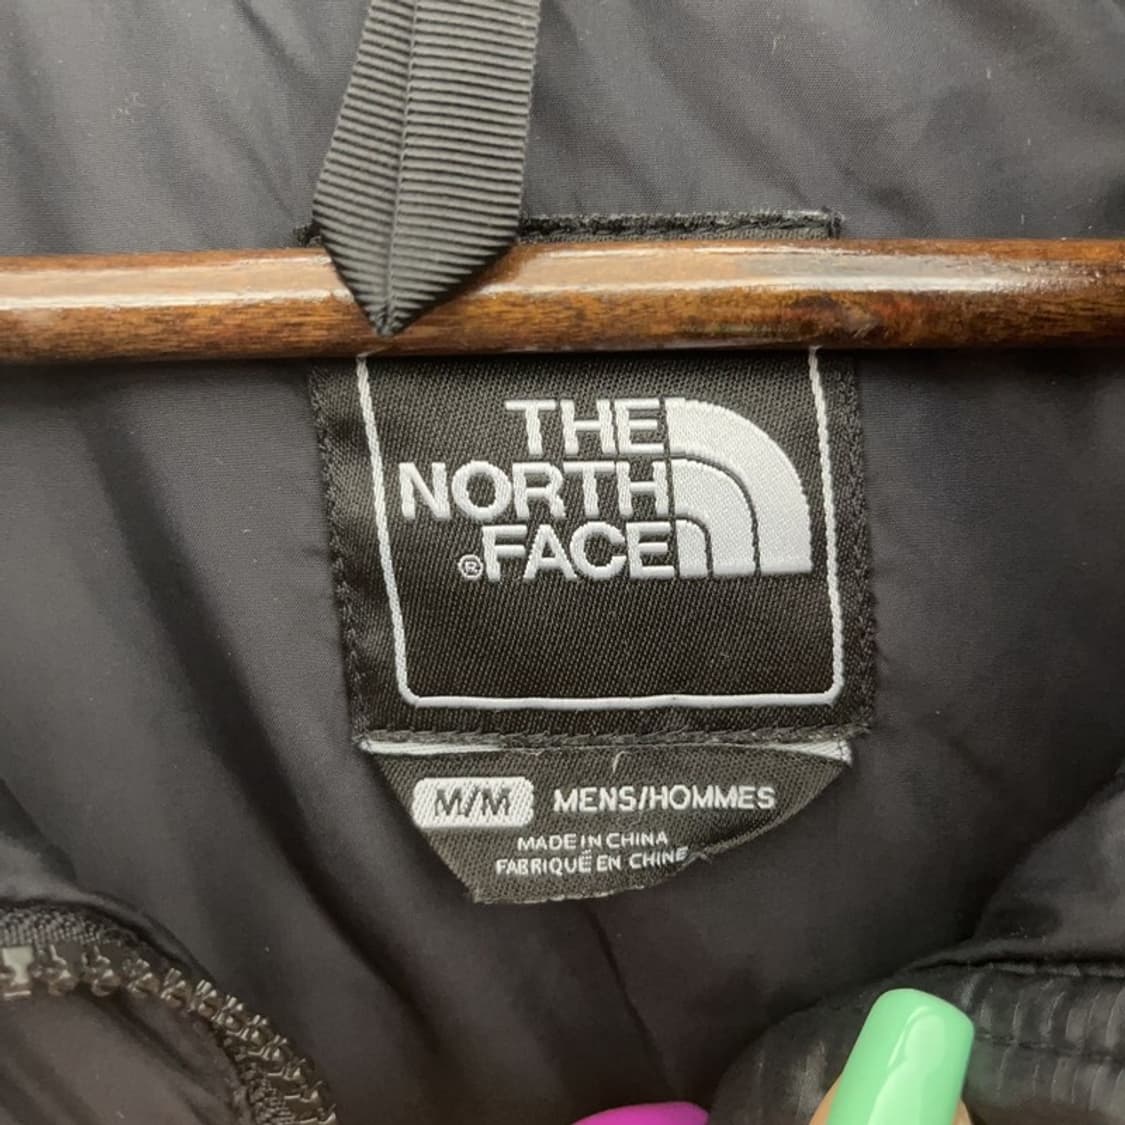 THE
NORTH
®FACE
M/M MENS/HOMMES
MADE IN CHINA
FABRIQUÉ EN CHINE